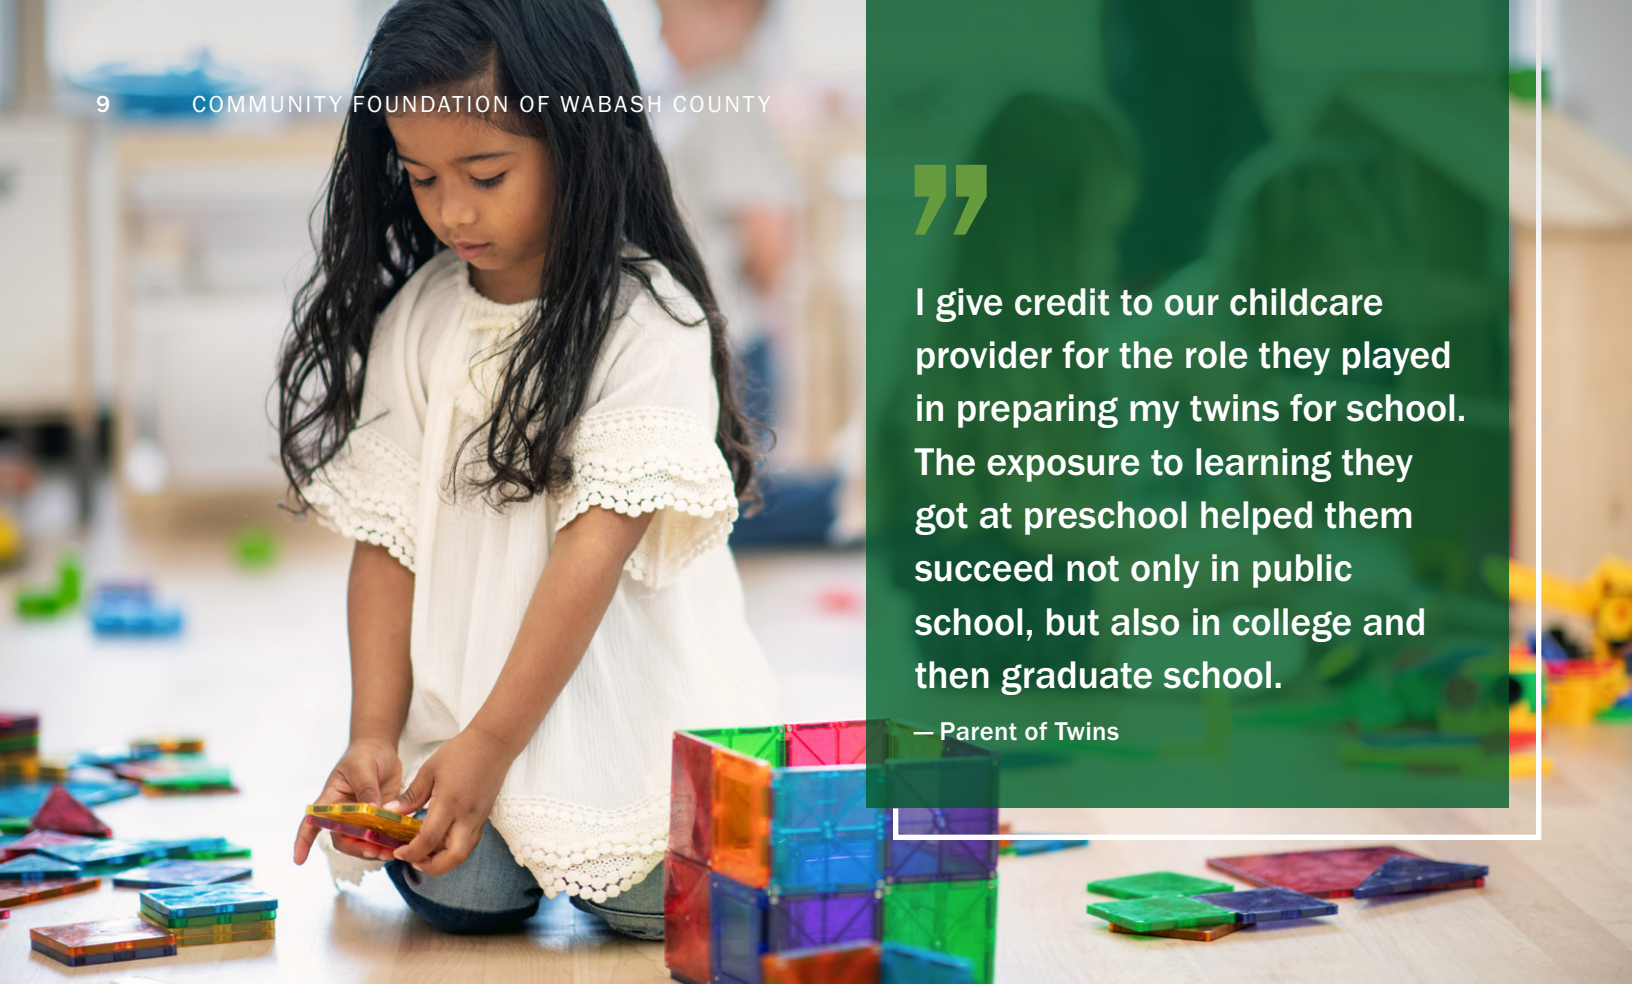 9 COMMUNITY FOUNDATION OF WABASH COUNTY
”
I give credit to our childcare
provider for the role they played
in preparing my twins for school.
The exposure to learning they
got at preschool helped them
succeed not only in public
school, but also in college and
then graduate school.
— Parent of Twins